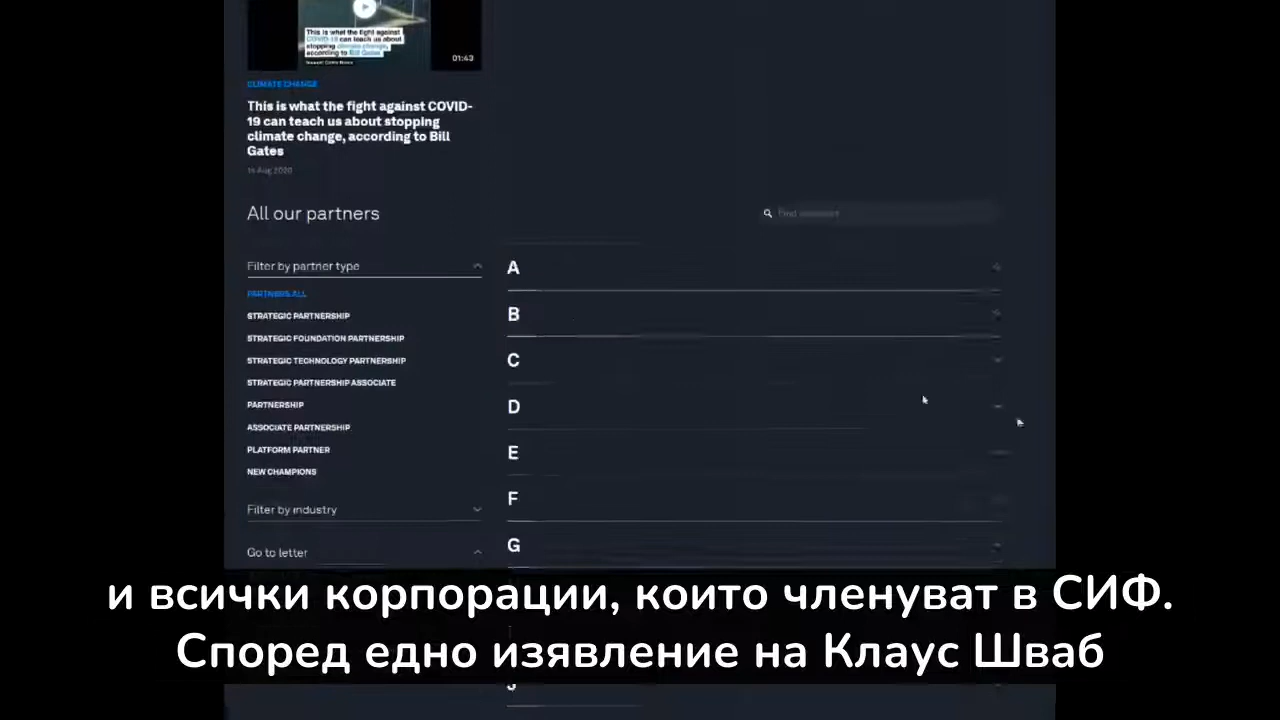 This is what the fight against
COVID-19 can teach us about
stopping climate change,
according to Bill Gates
01:43
CLIMATE CHANGE
This is what the fight against COVID-
19 can teach us about stopping
climate change, according to Bill
Gates
Aug 2020
All our partners
Filter by partner type
PARTNERS ALL
STRATEGIC PARTNERSHIP
STRATEGIC FOUNDATION PARTNERSHIP
STRATEGIC TECHNOLOGY PARTNERSHIP
STRATEGIC PARTNERSHIP ASSOCIATE
PARTNERSHIP
ASSOCIATE PARTNERSHIP
PLATFORM PARTNER
NEW CHAMPIONS
Filter by industry
Go to letter
A
B
C
D
E
F
G
и всички корпорации, които членуват в СИФ.
Според едно изявление на Клаус Шваб